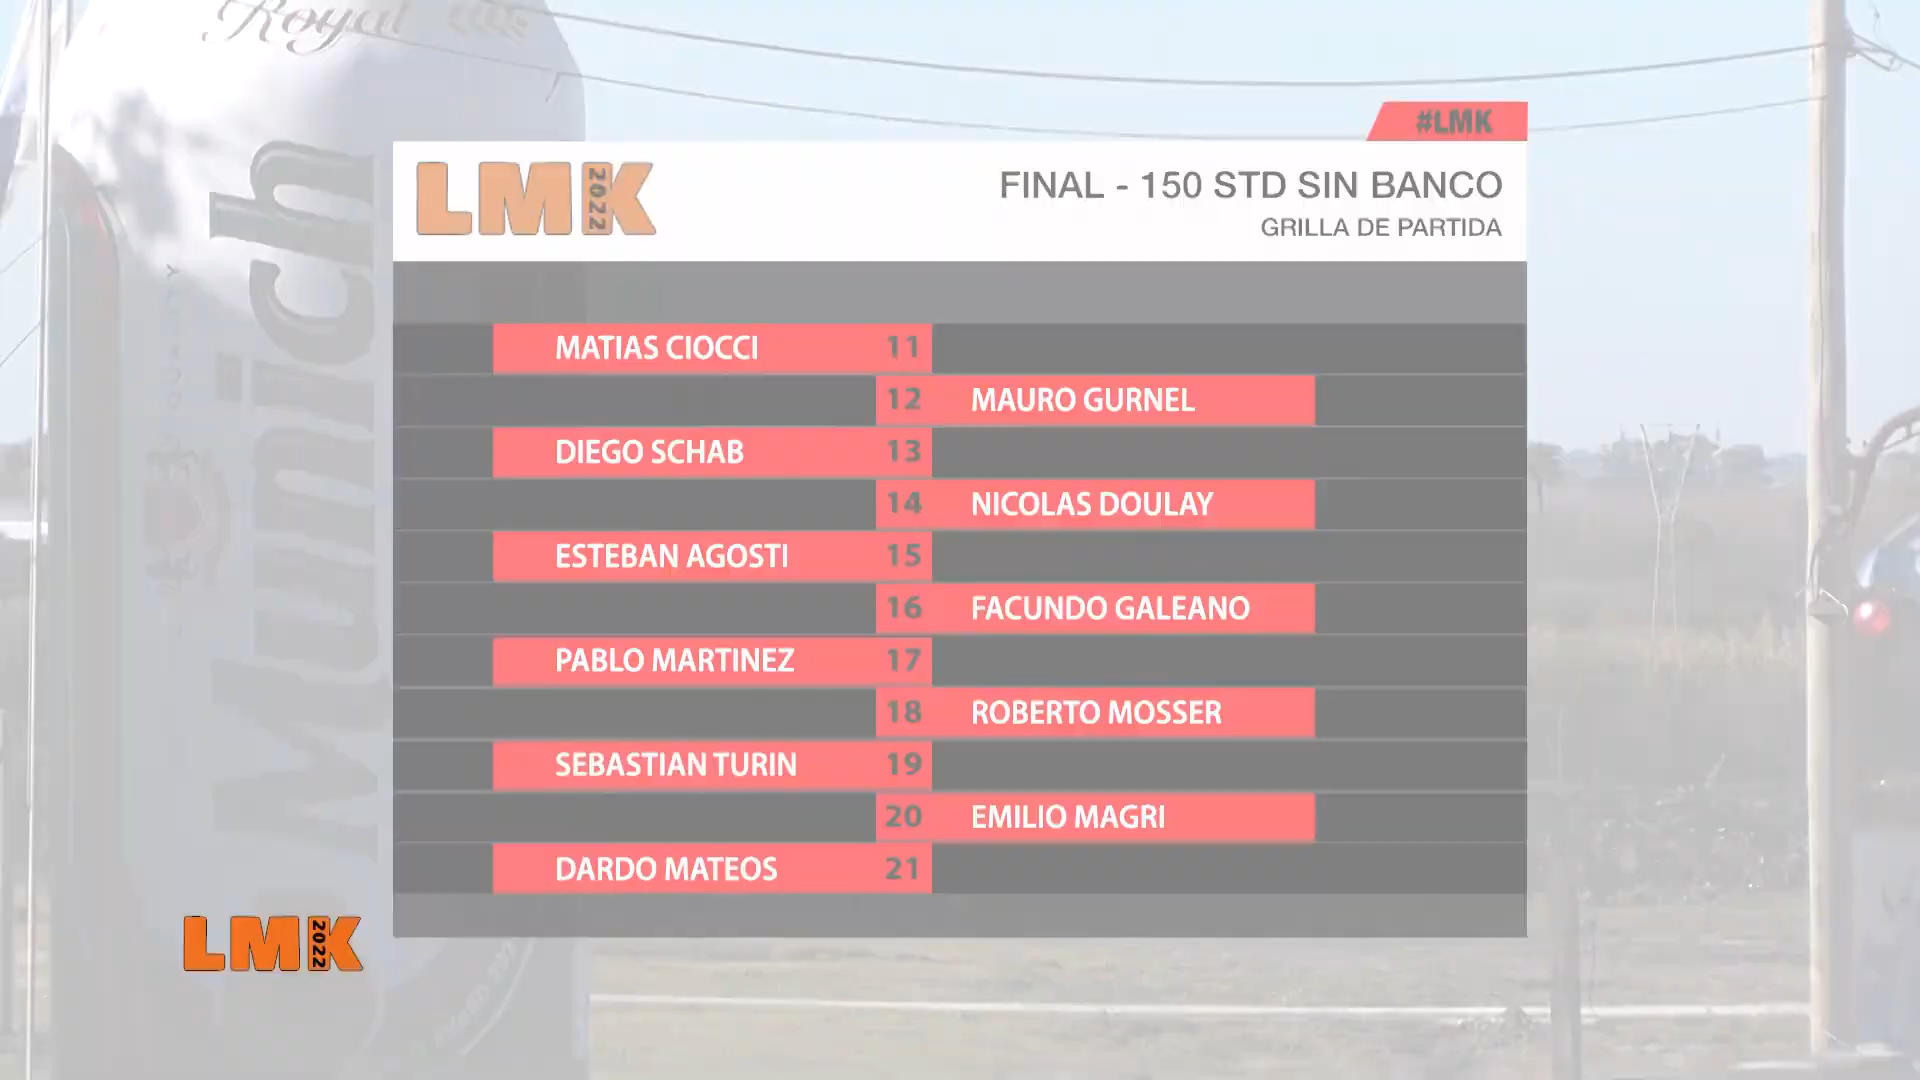 Royal
Munich
#LMK
LMK 2022
FINAL - 150 STD SIN BANCO
GRILLA DE PARTIDA
MATIAS CIOCCI 11
12 MAURO GURNEL
DIEGO SCHAB 13
14 NICOLAS DOULAY
ESTEBAN AGOSTI 15
16 FACUNDO GALEANO
PABLO MARTINEZ 17
18 ROBERTO MOSSER
SEBASTIAN TURIN 19
20 EMILIO MAGRI
DARDO MATEOS 21
LMK 2022